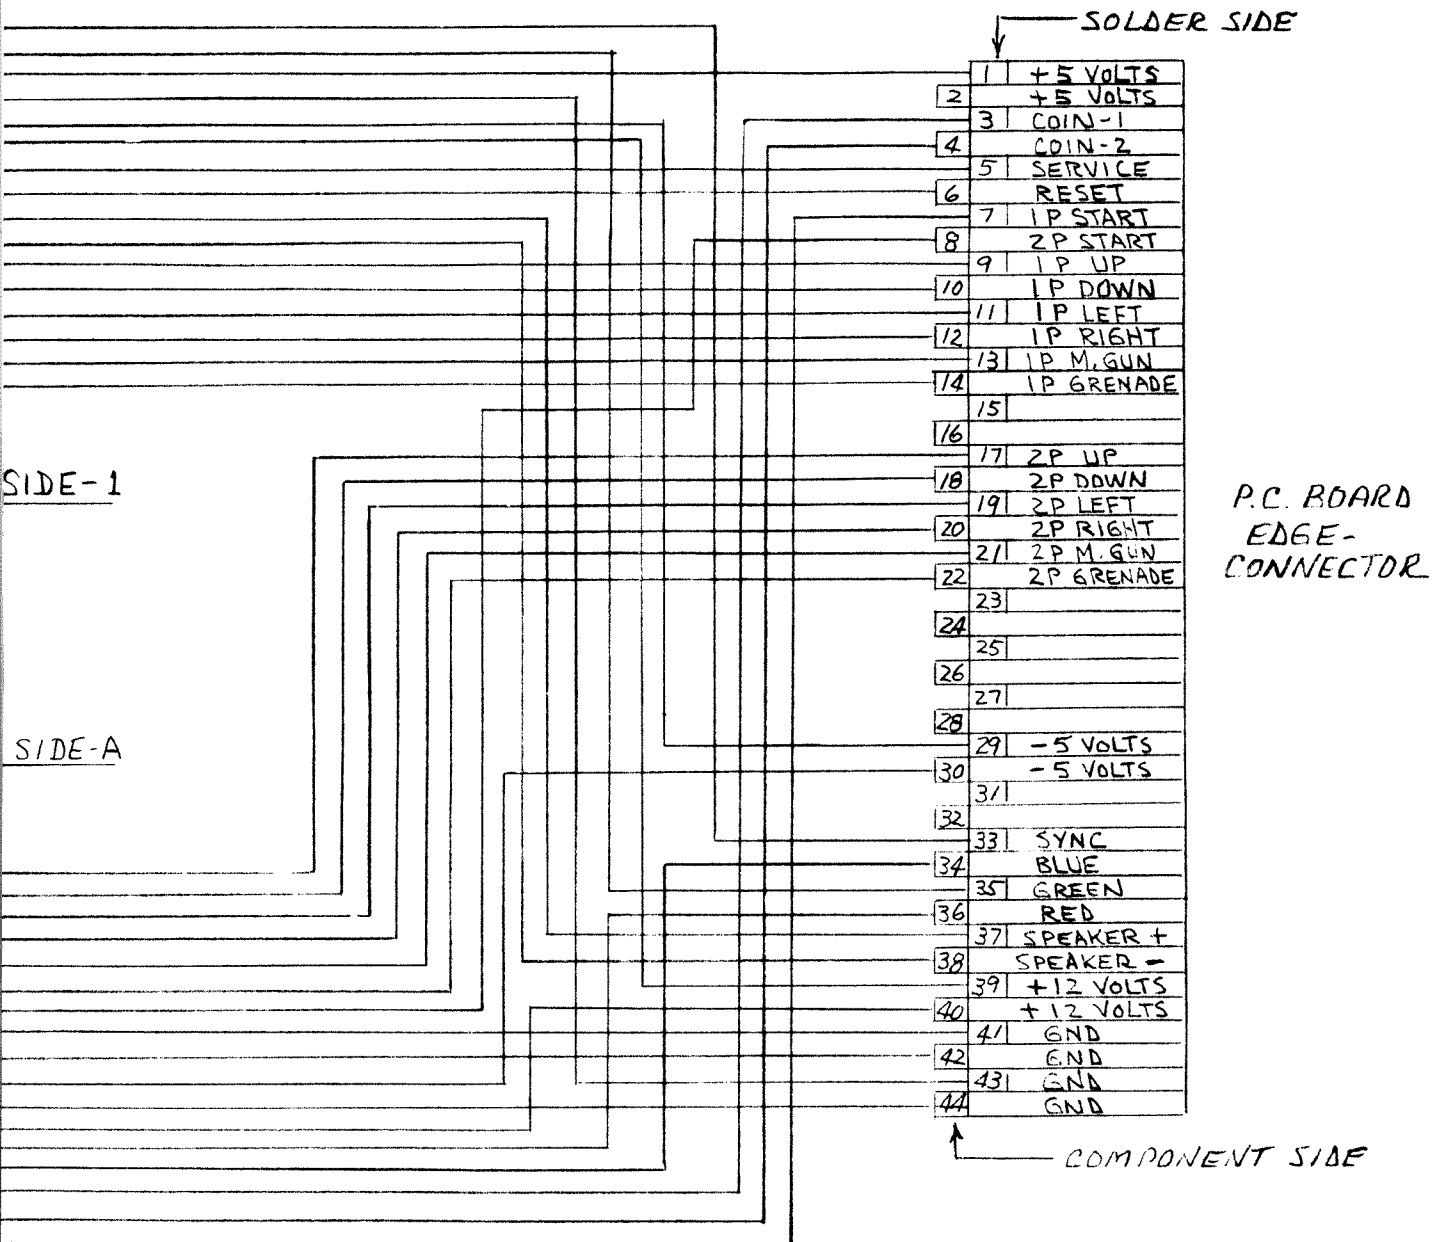 SOLDER SIDE
1 +5 VOLTS
2 +5 VOLTS
3 COIN-1
4 COIN-2
5 SERVICE
6 RESET
7 1P START
8 2P START
9 1P UP
10 1P DOWN
11 1P LEFT
12 1P RIGHT
13 1P M.GUN
14 1P GRENADE
15
16
17 2P UP
18 2P DOWN
19 2P LEFT
20 2P RIGHT
21 2P M.GUN
22 2P GRENADE
23
24
25
26
27
28
29 -5 VOLTS
30 -5 VOLTS
31
32
33 SYNC
34 BLUE
35 GREEN
36 RED
37 SPEAKER +
38 SPEAKER -
39 +12 VOLTS
40 +12 VOLTS
41 GND
42 GND
43 GND
44 GND
COMPONENT SIDE
SIDE-1
SIDE-A
P.C. BOARD
EDGE-
CONNECTOR